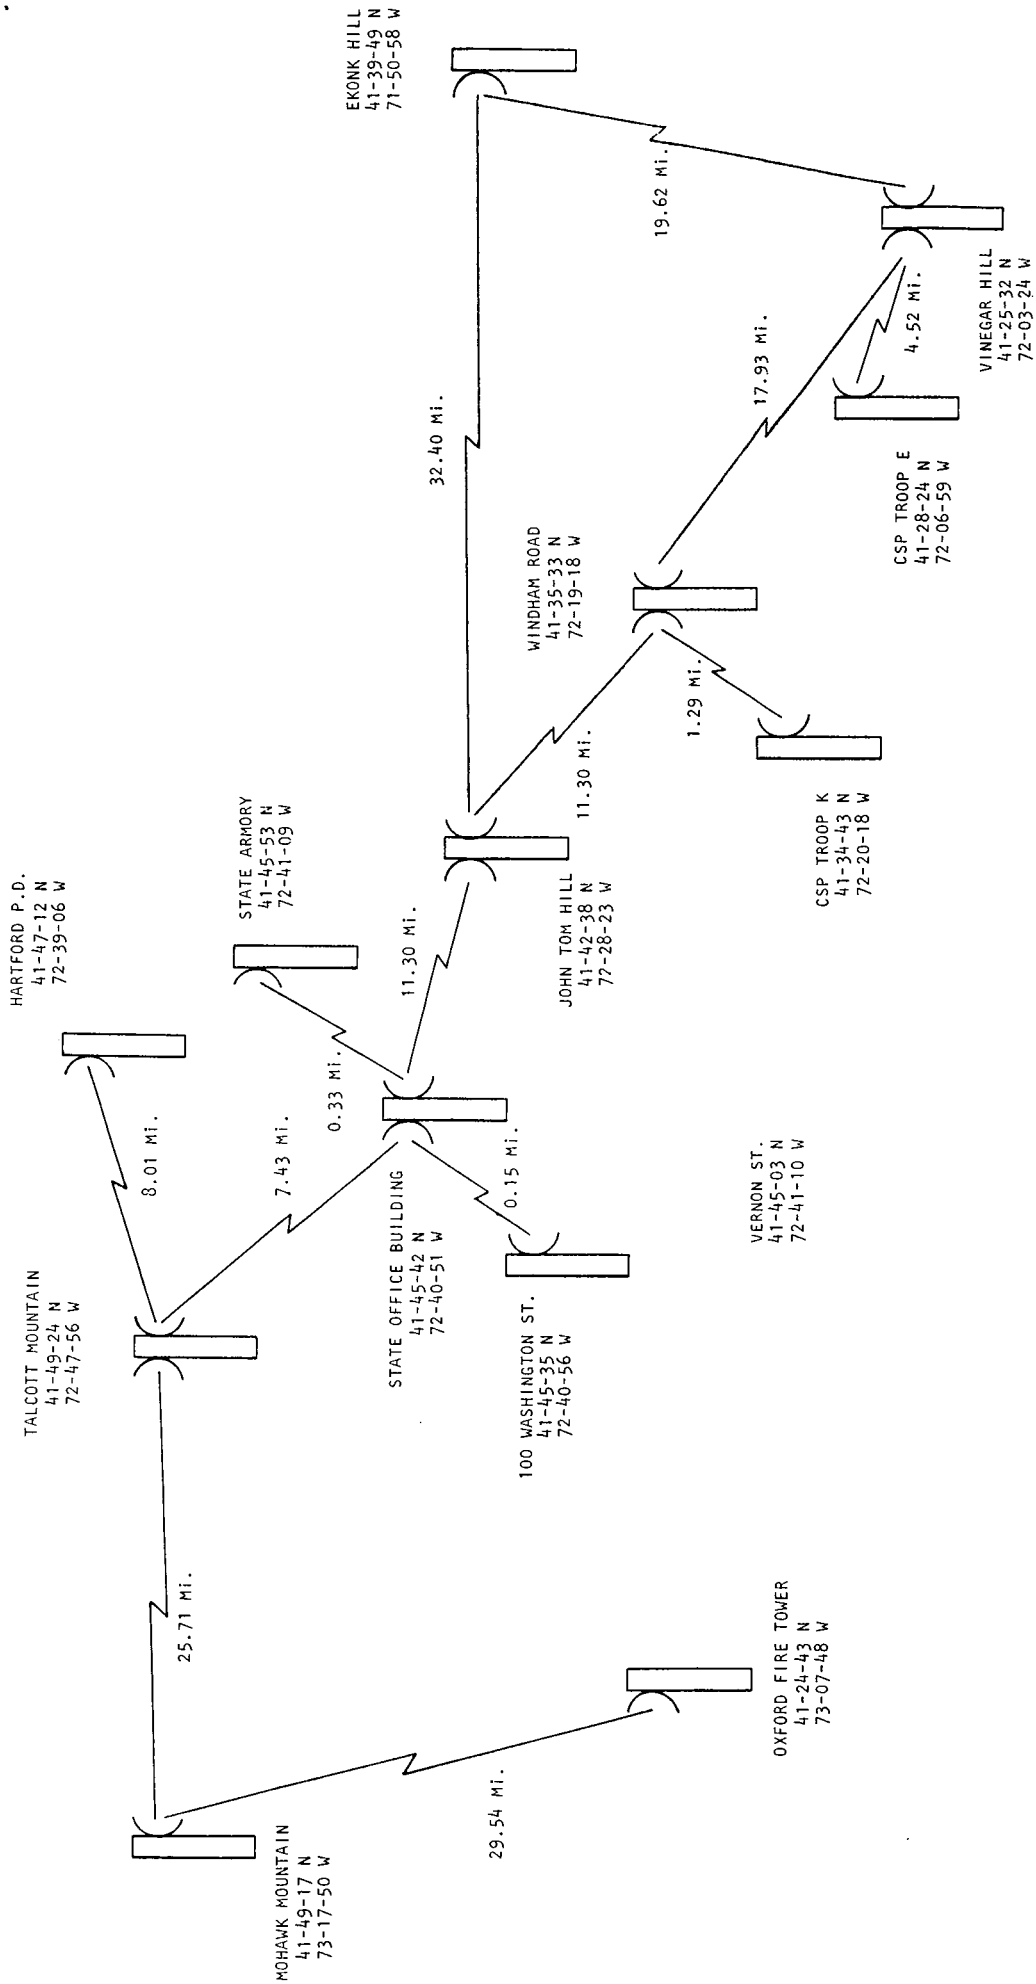 MOHAWK MOUNTAIN
41-49-17 N
73-17-50 W
25.71 Mi.
29.54 Mi.
OXFORD FIRE TOWER
41-24-43 N
73-07-48 W
TALCOTT MOUNTAIN
41-49-24 N
72-47-56 W
8.01 Mi.
7.43 Mi.
HARTFORD P.D.
41-47-12 N
72-39-06 W
STATE OFFICE BUILDING
41-45-42 N
72-40-51 W
0.33 Mi.
STATE ARMORY
41-45-53 N
72-41-09 W
0.15 Mi.
100 WASHINGTON ST.
41-45-35 N
72-40-56 W
VERNON ST.
41-45-03 N
72-41-10 W
11.30 Mi.
JOHN TOM HILL
41-42-38 N
72-28-23 W
32.40 Mi.
11.30 Mi.
WINDHAM ROAD
41-35-33 N
72-19-18 W
1.29 Mi.
CSP TROOP K
41-34-43 N
72-20-18 W
17.93 Mi.
CSP TROOP E
41-28-24 N
72-06-59 W
4.52 Mi.
EKONK HILL
41-39-49 N
71-50-58 W
19.62 Mi.
VINEGAR HILL
41-25-32 N
72-03-24 W